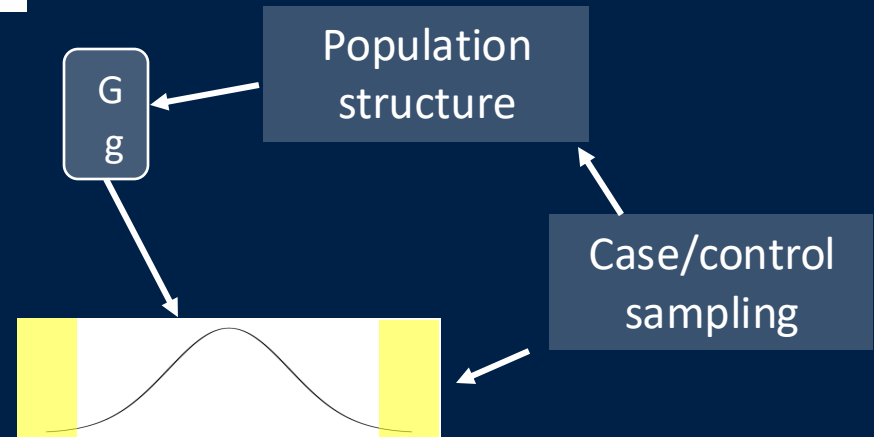 G
g
Population
structure
Case/control
sampling